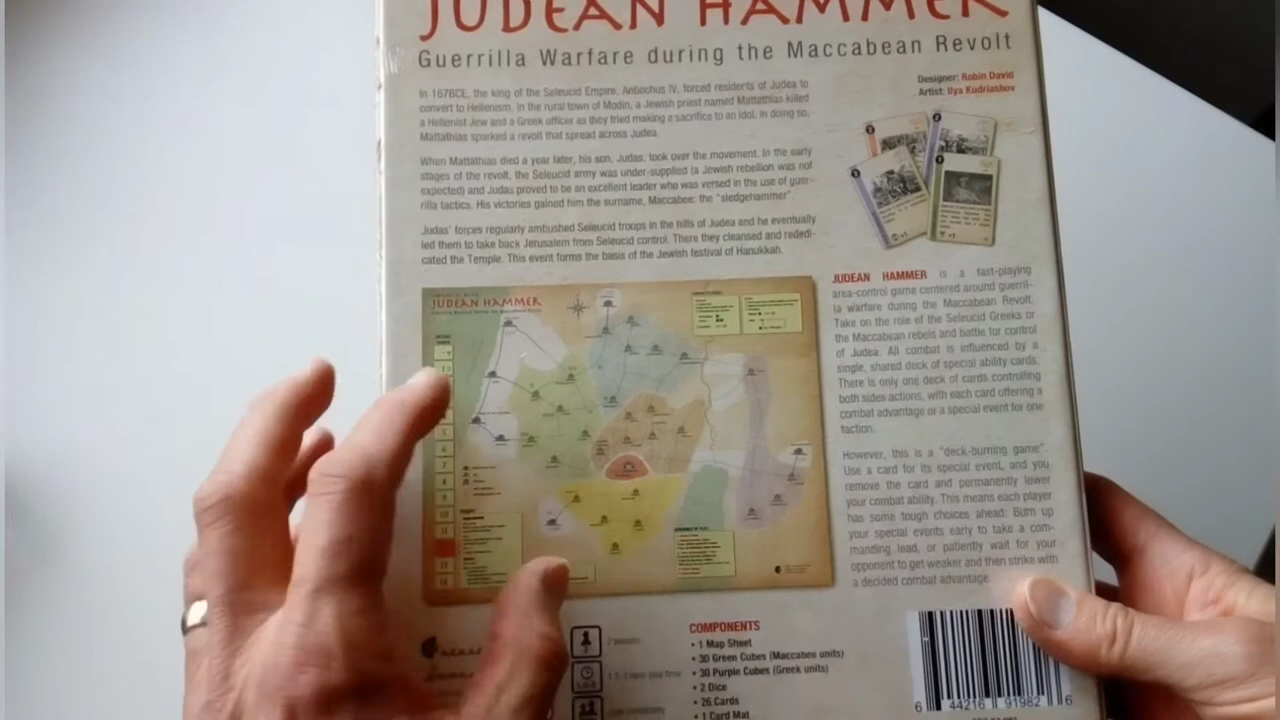 JUDEAN HAMMER
Guerrilla Warfare during the Maccabean Revolt
In 167BCE, the king of the Seleucid Empire, Antiochus IV, forced residents of Judea to
convert to Hellenism. In the rural town of Modin, a Jewish priest named Mattathias killed
a Hellenist Jew and a Greek officer as they tried making a sacrifice to an idol. In doing so,
Mattathias sparked a revolt that spread across Judea.
When Mattathias died a year later, his son, Judas, took over the movement. In the early
stages of the revolt, the Seleucid army was under-supplied (a Jewish rebellion was not
expected) and Judas proved to be an excellent leader who was versed in the use of guer-
rilla tactics. His victories gained him the surname, Maccabee: the "sledgehammer"
Judas' forces regularly ambushed Seleucid troops in the hills of Judea and he eventually
led them to take back Jerusalem from Seleucid control. There they cleansed and rededi-
cated the Temple. This event forms the basis of the Jewish festival of Hanukkah.
Designer: Robin David
Artist: Ilya Kudriashov
JUDEAN HAMMER
JUDEAN HAMMER is a fast-playing
area-control game centered around guerril-
la warfare during the Maccabean Revolt.
Take on the role of the Seleucid Greeks or
the Maccabean rebels and battle for control
of Judea. All combat is influenced by a
single, shared deck of special ability cards.
There is only one deck of cards controlling
both sides actions, with each card offering a
combat advantage or a special event for one
faction.
However, this is a "deck-burning game".
Use a card for its special event, and you
remove the card and permanently lower
your combat ability. This means each player
has some tough choices ahead: Burn up
your special events early to take a com-
manding lead, or patiently wait for your
opponent to get weaker and then strike with
a decided combat advantage.
7
8
9
10
11
2 players
COMPONENTS
• 1 Map Sheet
• 30 Green Cubes (Maccabee units)
• 30 Purple Cubes (Greek units)
• 2 Dice
• 26 Cards
• 1 Card Mat
6 44216 91982 6